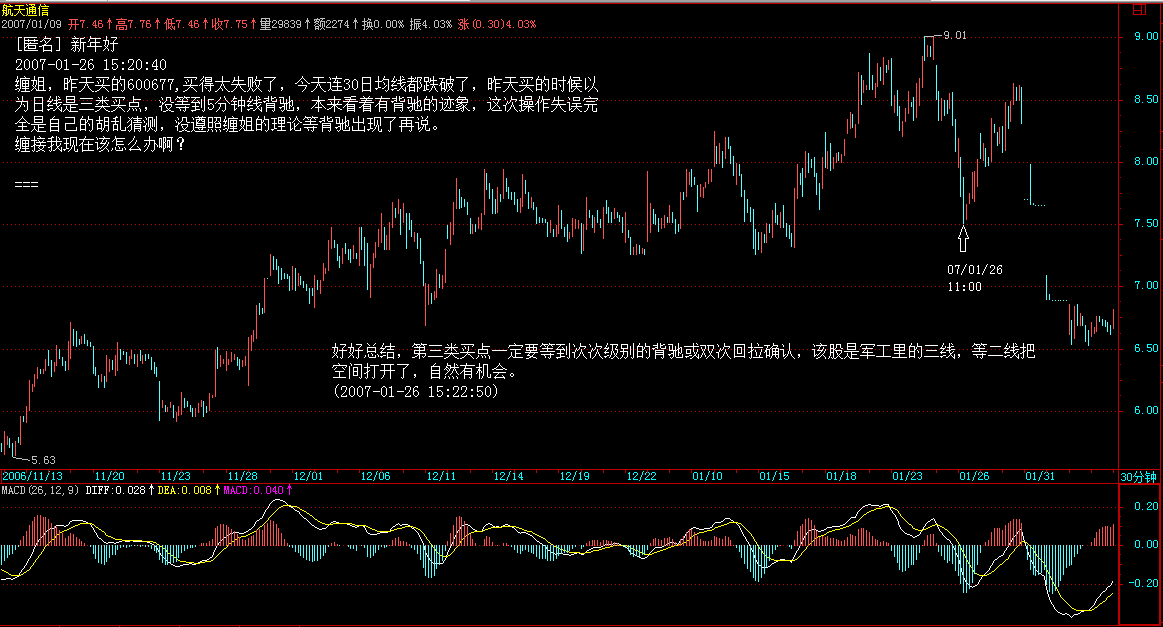 航天通信
2007/01/09 开7.46↑高7.76↑低7.46↑收7.75↑量29839↑额2274↑换0.00% 振4.03% 涨(0.30)4.03%
[匿名] 新年好
2007-01-26 15:20:40
缠姐，昨天买的600677,买得太失败了，今天连30日均线都跌破了，昨天买的时候以
为日线是三类买点，没等到5分钟线背驰，本来看着有背驰的迹象，这次操作失误完
全是自己的胡乱猜测，没遵照缠姐的理论等背驰出现了再说。
缠接我现在该怎么办啊？
===
9.01
9.00
8.50
8.00
7.50
07/01/26
11:00
7.00
好好总结，第三类买点一定要等到次次级别的背驰或双次回拉确认，该股是军工里的三线，等二线把
空间打开了，自然有机会。
(2007-01-26 15:22:50)
6.50
6.00
5.63
2006/11/13 11/20 11/23 11/28 12/01 12/06 12/11 12/14 12/19 12/22 01/10 01/15 01/18 01/23 01/26 01/31 30分钟
MACD(26,12,9) DIFF:0.028↑DEA:0.008↑MACD:0.040↑
0.20
0.00
-0.20